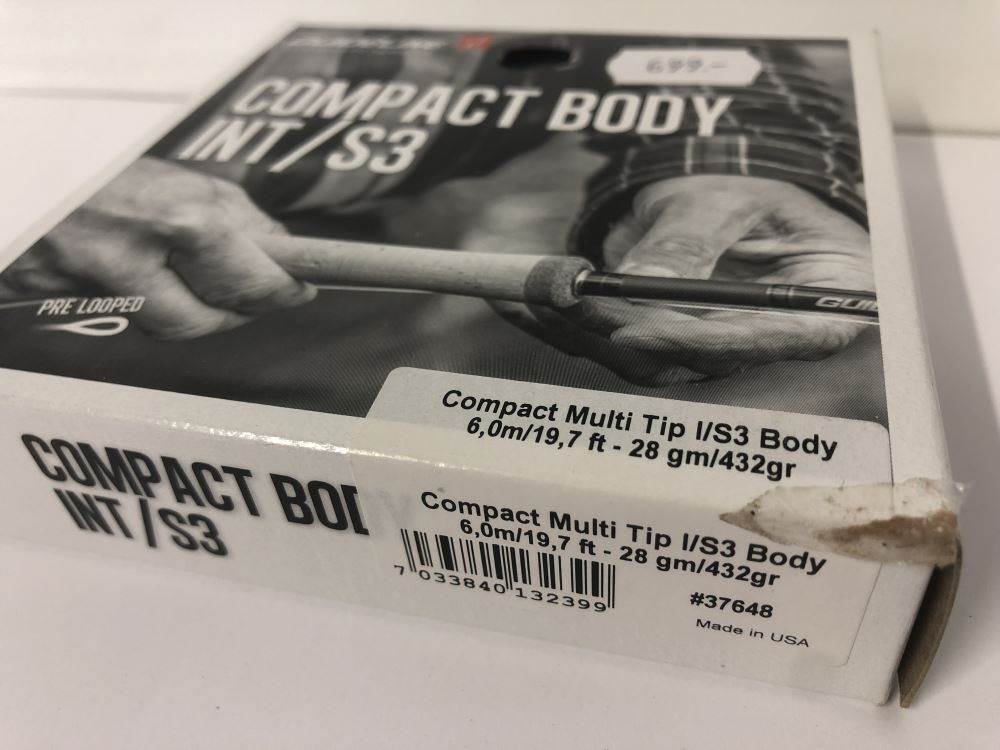 699.-
COMPACT BODY
INT/S3
PRE LOOPED
Compact Multi Tip I/S3 Body
6,0m/19,7 ft - 28 gm/432gr
COMPACT BOD
INT/S3
Compact Multi Tip I/S3 Body
6,0m/19,7 ft - 28 gm/432gr
7 033840 132399
#37648
Made in USA